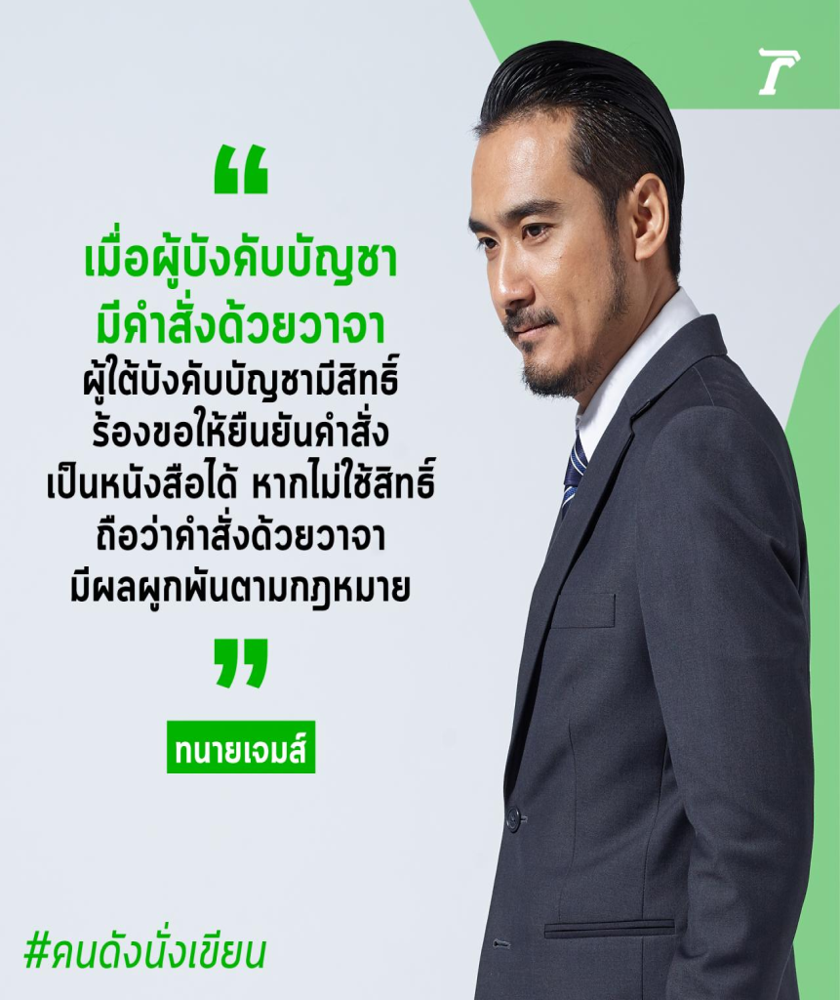 “
เมื่อผู้บังคับบัญชา
มีคำสั่งด้วยวาจา
ผู้ใต้บังคับบัญชามีสิทธิ์
ร้องขอให้ยืนยันคำสั่ง
เป็นหนังสือได้ หากไม่ใช้สิทธิ์
ถือว่าคำสั่งด้วยวาจา
มีผลผูกพันตามกฎหมาย
”
ทนายเจมส์
#คนดังนั่งเขียน